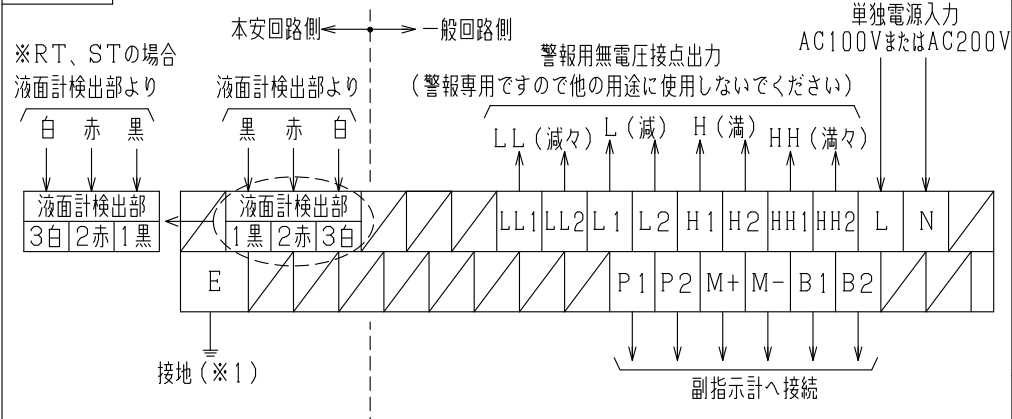 本安回路側 一般回路側
単独電源入力
AC100VまたはAC200V
※RT、STの場合
液面計検出部より
白 赤 黒
液面計検出部より
黒 赤 白
警報用無電圧接点出力
(警報専用ですので他の用途に使用しないでください)
LL(減々) L(減) H(満) HH(満々)
液面計検出部
3白 2赤 1黒
液面計検出部
1黒 2赤 3白
LL1 LL2 L1 L2 H1 H2 HH1 HH2 L N
E P1 P2 M+ M- B1 B2
接地(※1)
副指示計へ接続